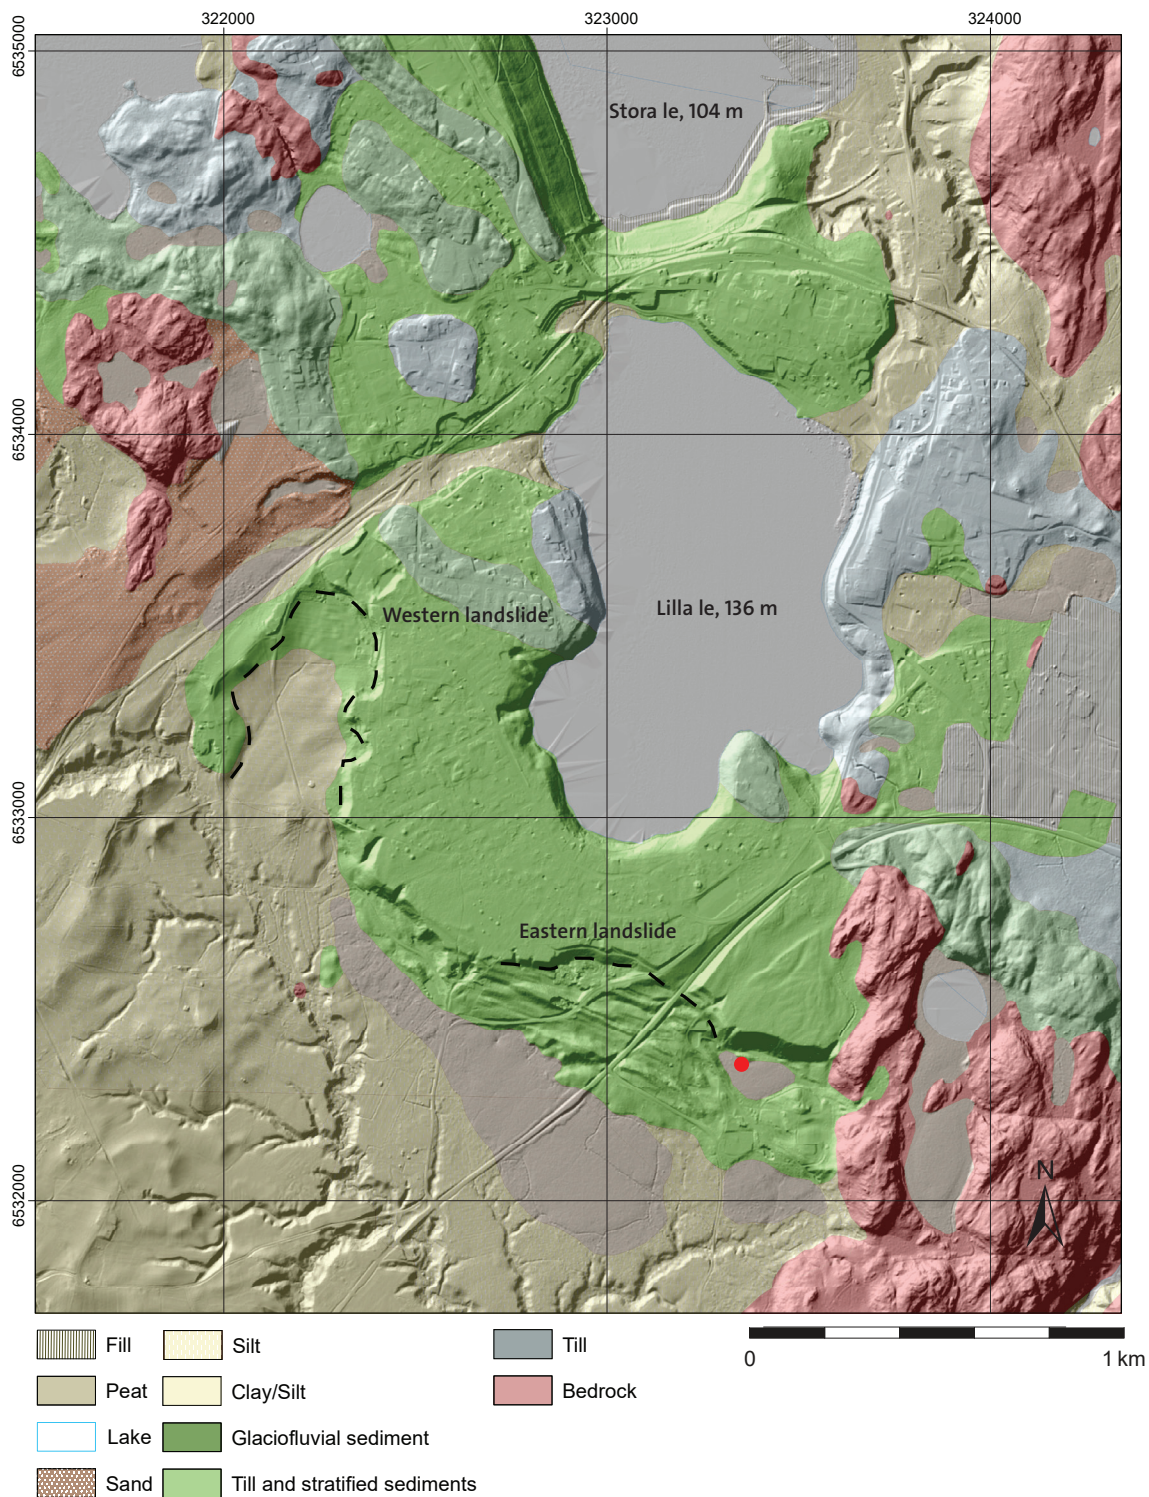 322000 323000 324000
6535000
Stora le, 104 m
6534000
Western landslide
Lilla le, 136 m
6533000
Eastern landslide
6532000
N
Fill Silt Till 0 1 km
Peat Clay/Silt Bedrock
Lake Glaciofluvial sediment
Sand Till and stratified sediments